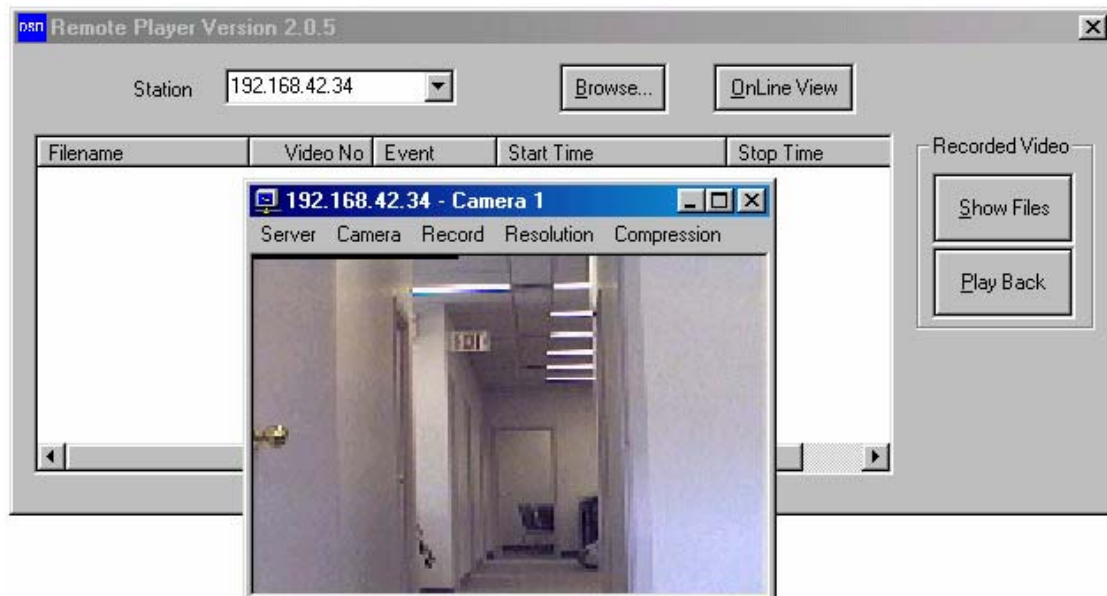 DSN Remote Player Version 2.0.5
Station 192.168.42.34 Browse... OnLine View
Filename Video No Event Start Time Stop Time
Recorded Video
Show Files
Play Back
192.168.42.34 - Camera 1
Server Camera Record Resolution Compression